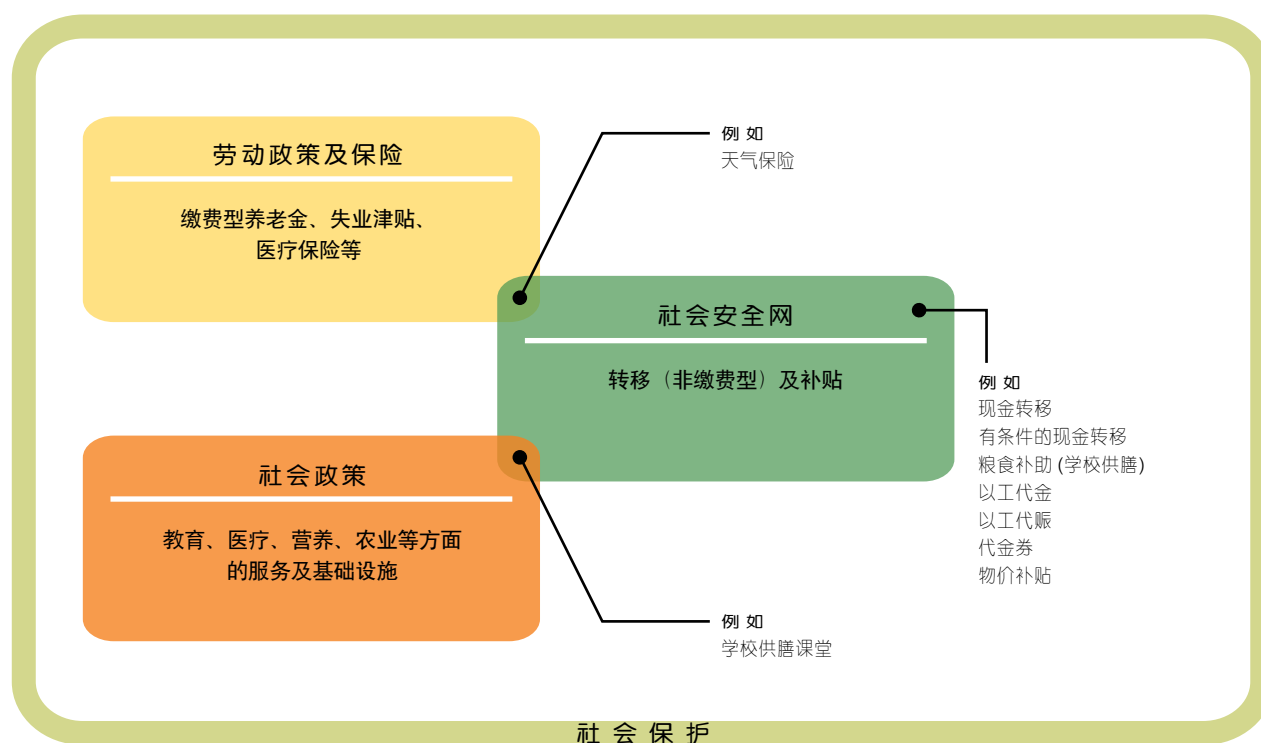 劳动政策及保险
缴费型养老金、失业津贴、
医疗保险等
例如
天气保险
社会安全网
转移（非缴费型）及补贴
例如
现金转移
有条件的现金转移
粮食补助 (学校供膳)
以工代金
以工代赈
代金券
物价补贴
社会政策
教育、医疗、营养、农业等方面
的服务及基础设施
例如
学校供膳课堂
社会保护